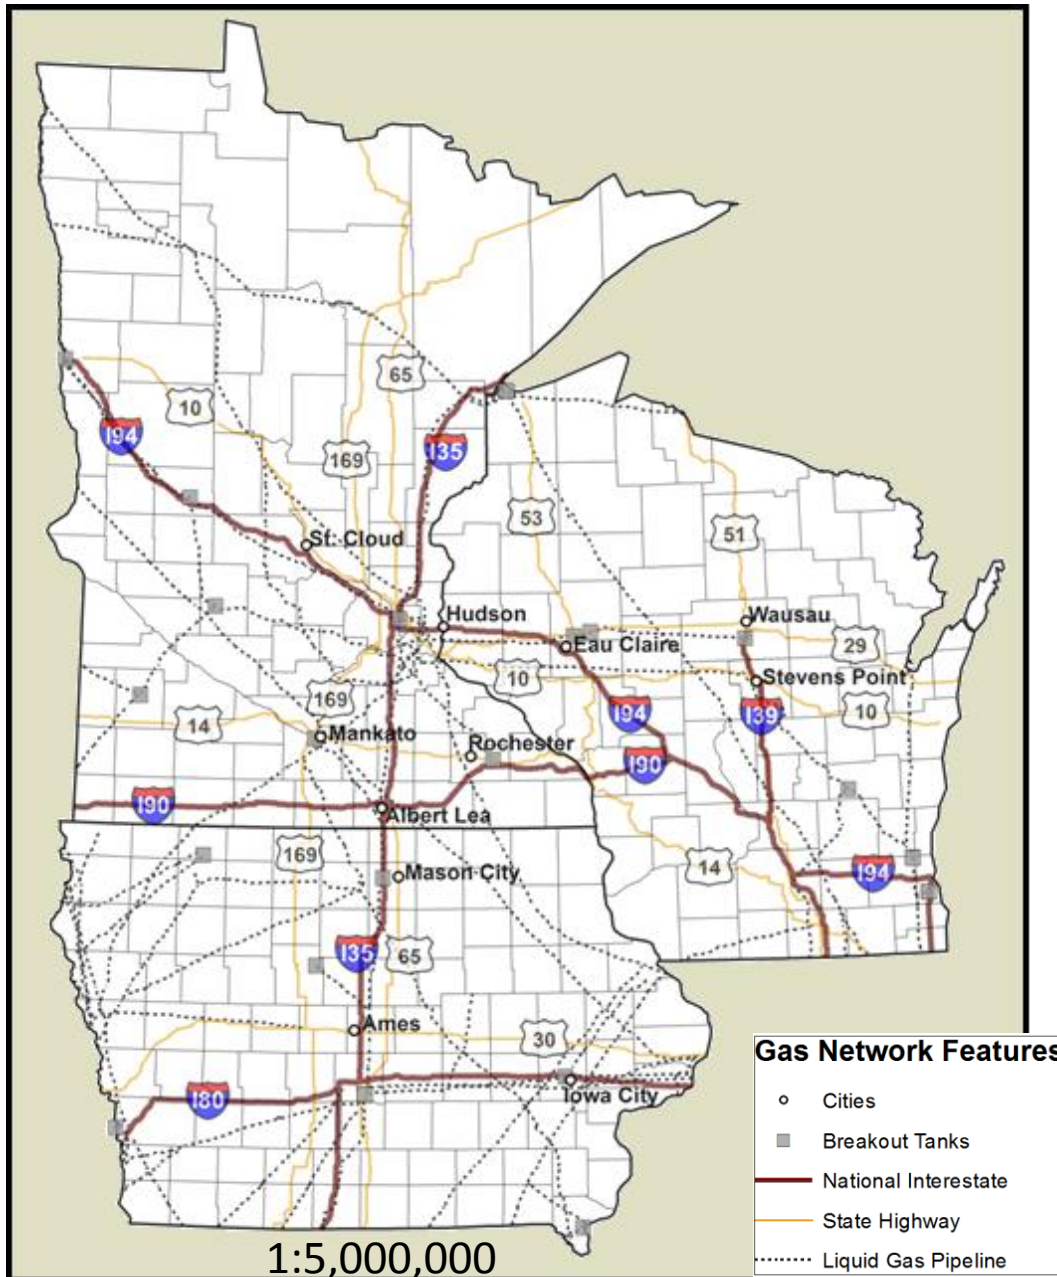 65
10
I94
169
I35
53
51
St. Cloud
Hudson
Wausau
Eau Claire
29
10
Stevens Point
169
I94
I39
10
14
Mankato
Rochester
I90
I90
Albert Lea
169
14
I94
Mason City
I35
65
Ames
30
I80
Iowa City
1:5,000,000
Gas Network Features
Cities
Breakout Tanks
National Interstate
State Highway
Liquid Gas Pipeline